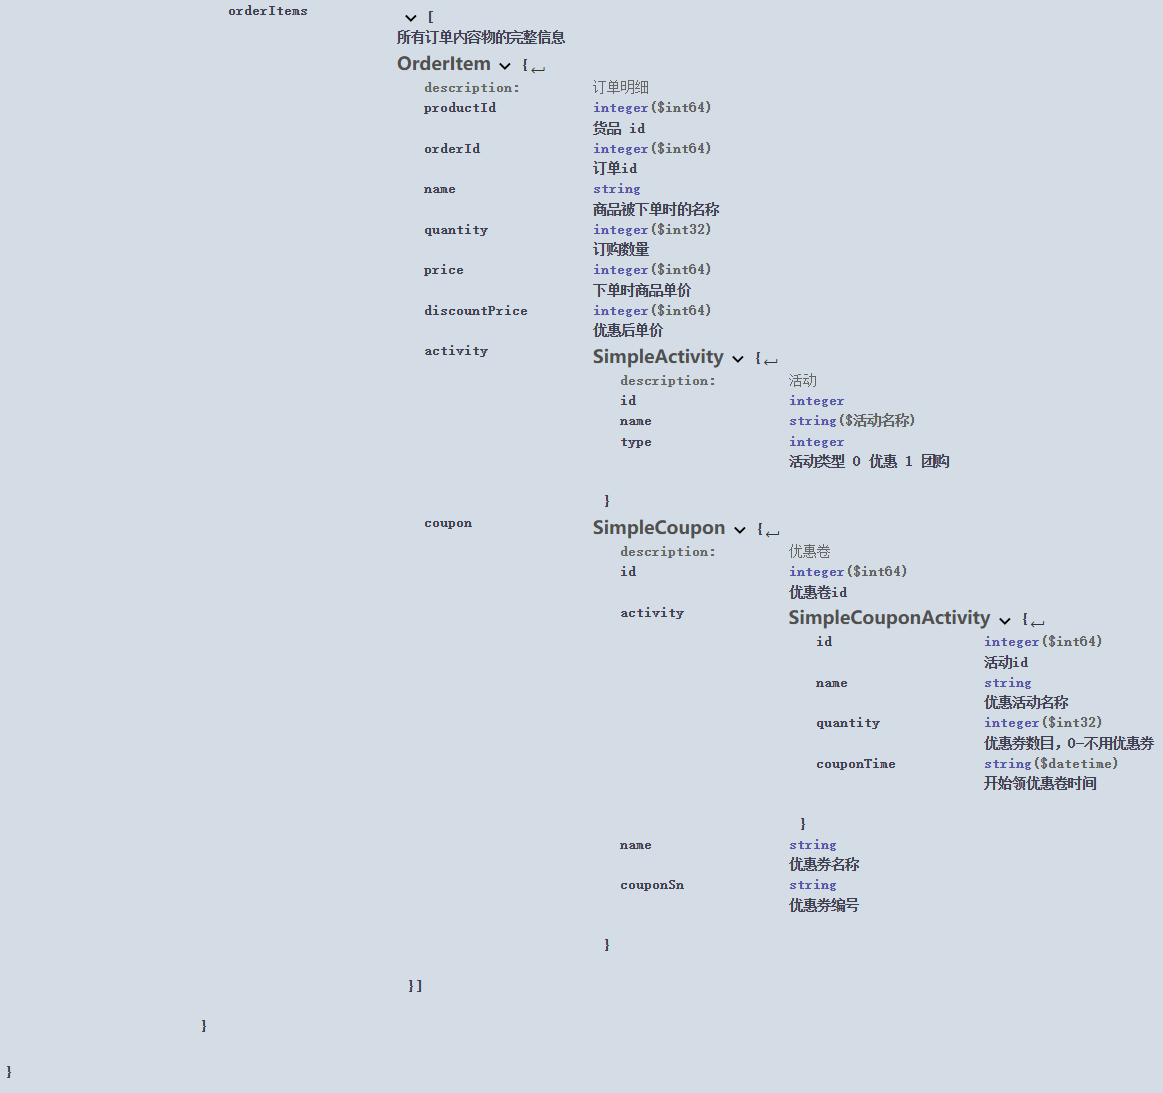 orderItems [
所有订单内容物的完整信息
OrderItem {
description: 订单明细
productId integer($int64)
货品 id
orderId integer($int64)
订单id
name string
商品被下单时的名称
quantity integer($int32)
订购数量
price integer($int64)
下单时商品单价
discountPrice integer($int64)
优惠后单价
activity SimpleActivity {
description: 活动
id integer
name string($活动名称)
type integer
活动类型 0 优惠 1 团购
}
coupon SimpleCoupon {
description: 优惠卷
id integer($int64)
优惠卷id
activity SimpleCouponActivity {
id integer($int64)
活动id
name string
优惠活动名称
quantity integer($int32)
优惠券数目，0-不用优惠券
couponTime string($datetime)
开始领优惠卷时间
}
name string
优惠券名称
couponSn string
优惠券编号
}
}]
}
}